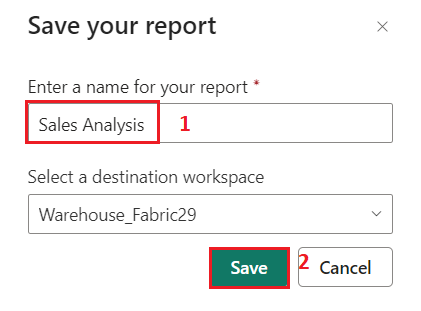 Save your report
Enter a name for your report *
Sales Analysis 1
Select a destination workspace
Warehouse_Fabric29
Save 2 Cancel